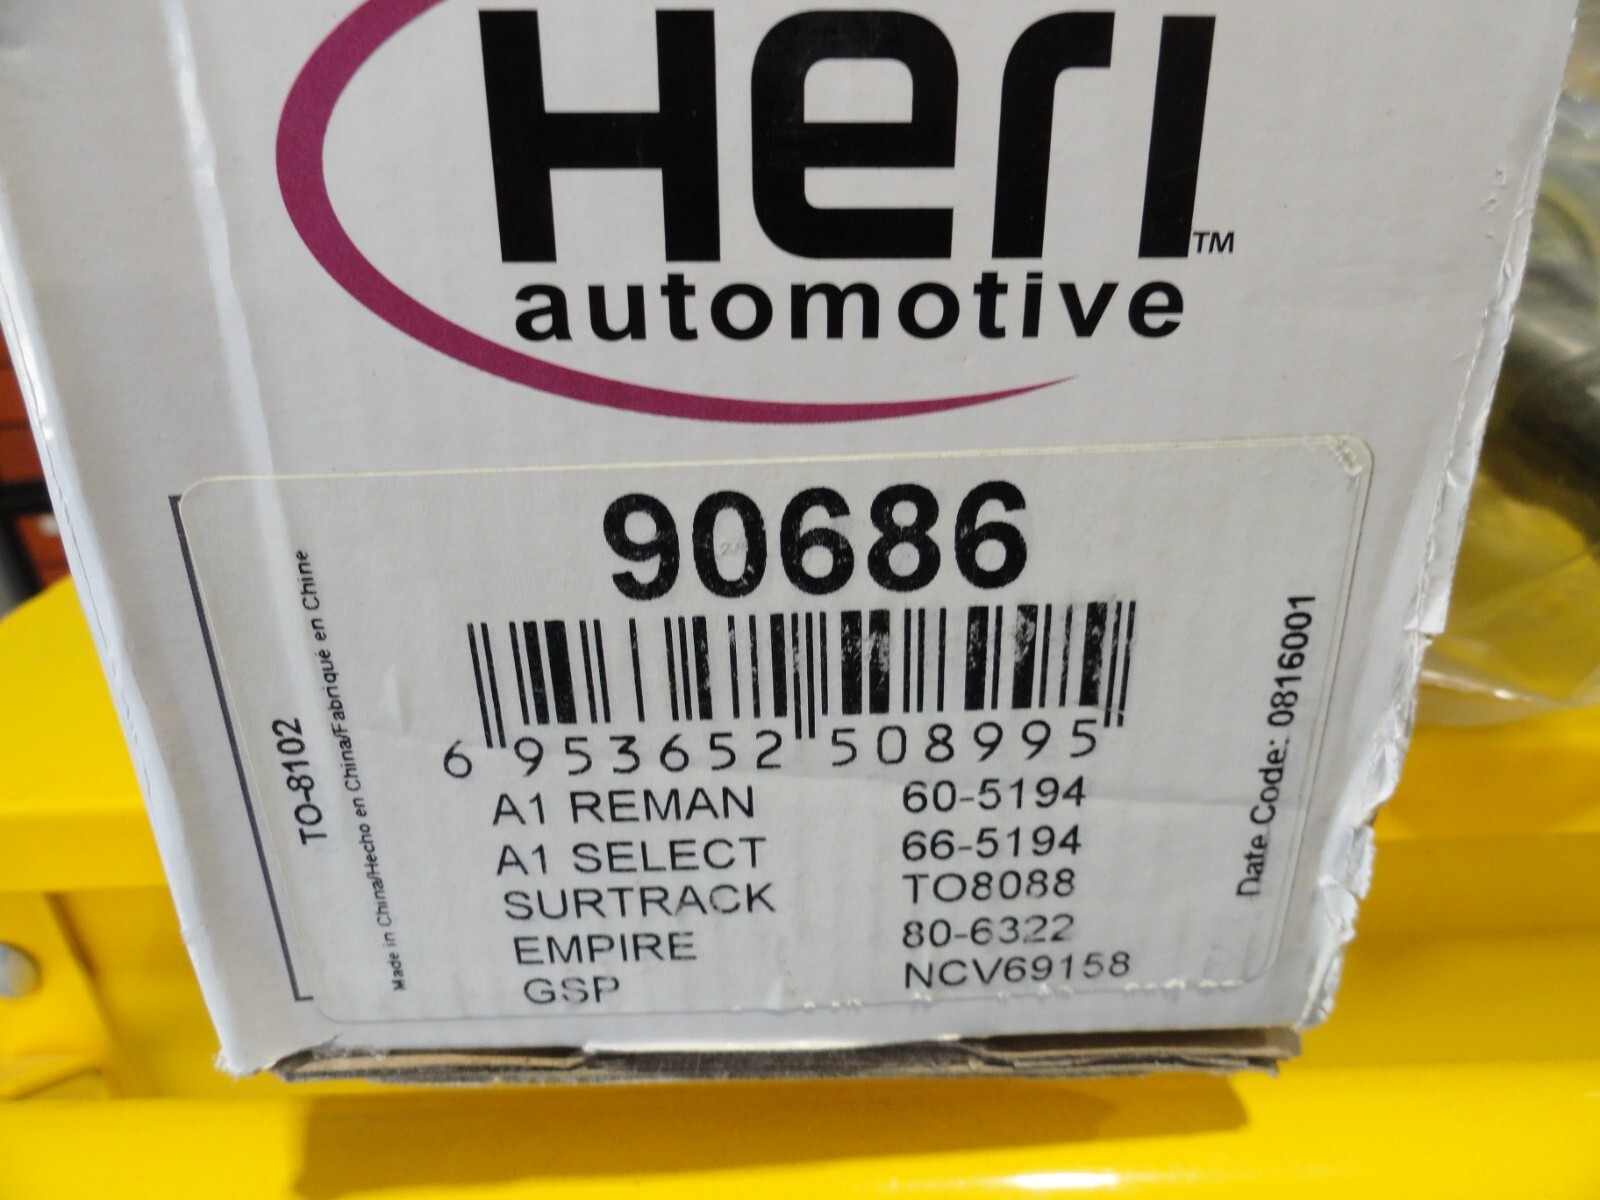 Heri™
automotive
90686
6 953652 508995
A1 REMAN 60-5194
A1 SELECT 66-5194
SURTRACK TO8088
EMPIRE 80-6322
GSP NCV69158
TO-8102
Made in China/Hecho en China/Fabriqué en Chine
Date Code: 0816001